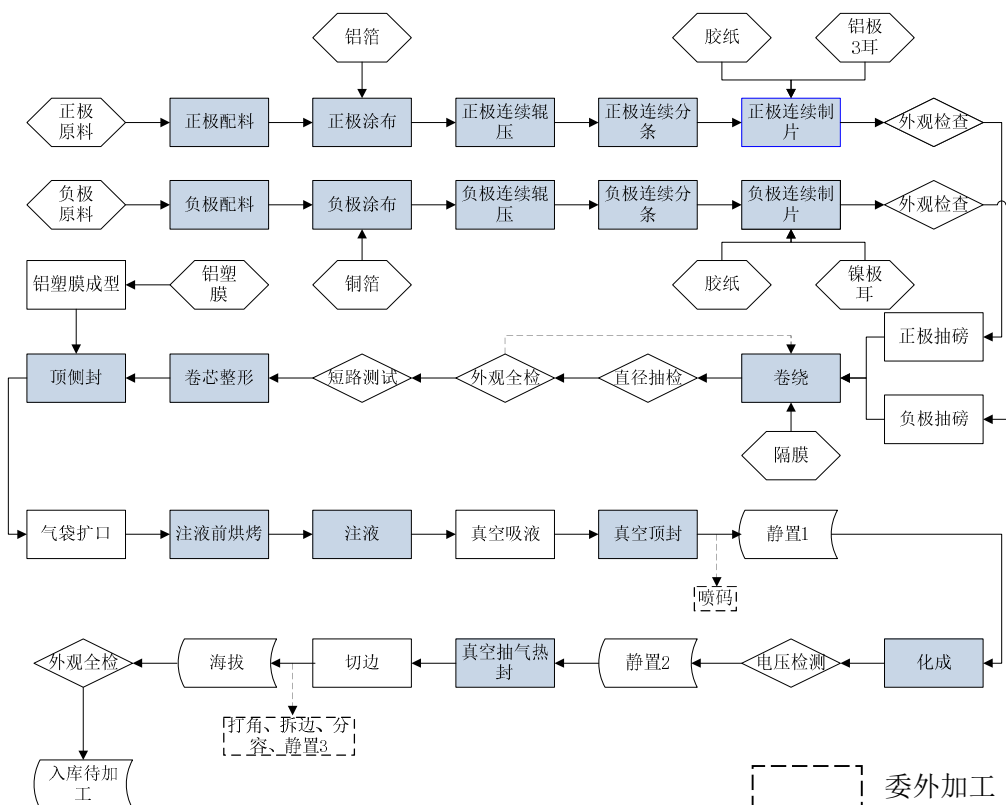 铝箔
胶纸
铝极
3耳
正极
原料
正极配料
正极涂布
正极连续辊
压
正极连续分
条
正极连续制
片
外观检查
负极
原料
负极配料
负极涂布
负极连续辊
压
负极连续分
条
负极连续制
片
外观检查
铝塑膜成型
铝塑
膜
铜箔
胶纸
镍极
耳
正极抽磅
顶侧封
卷芯整形
短路测试
外观全检
直径抽检
卷绕
负极抽磅
隔膜
气袋扩口
注液前烘烤
注液
真空吸液
真空顶封
静置1
喷码
外观全检
海拔
切边
真空抽气热
封
静置2
电压检测
化成
打角、拆边、分
容、静置3
入库待加
工
委外加工